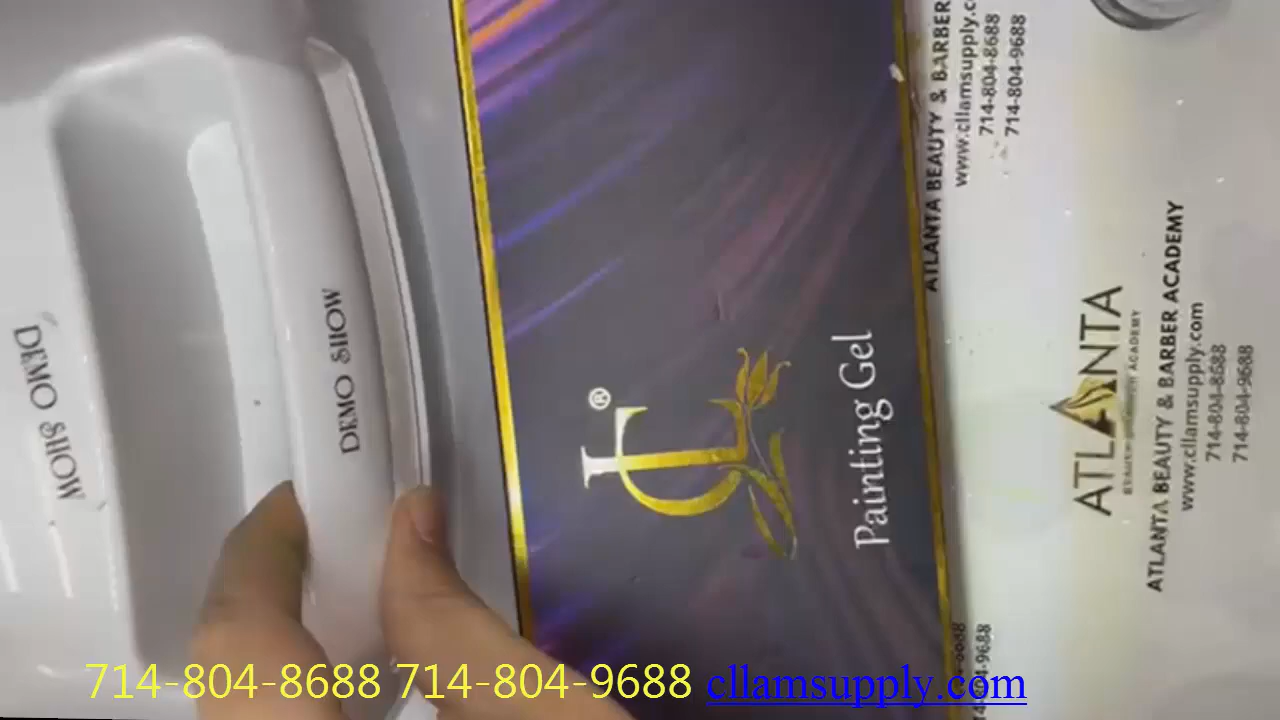 DEMO SHOW
DEMO SHOW
CL®
Painting Gel
ATLANTA BEAUTY & BARBER
www.cllamsupply.c
714-804-8688
714-804-9688
ATLANTA
ATLANTA BEAUTY & BARBER ACADEMY
www.cllamsupply.com
714-804-8688
714-804-9688
714-804-8688 714-804-9688 cllamsupply.com